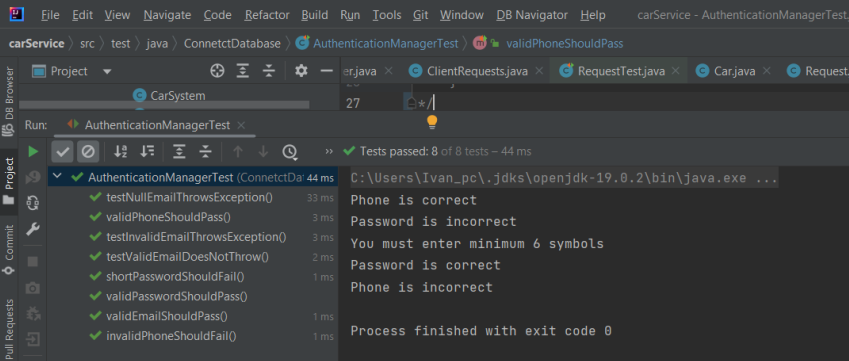 File Edit View Navigate Code Refactor Build Run Tools Git Window DB Navigator Help carService - AuthenticationManagerTest.
carService src test java ConnetctDatabase AuthenticationManagerTest validPhoneShouldPass
Project er.java ClientRequests.java RequestTest.java Car.java Request.
CarSystem
27 */
DB Browser
Project
Commit
Pull Requests
Run: AuthenticationManagerTest
Tests passed: 8 of 8 tests – 44 ms
AuthenticationManagerTest (ConnetctDat 44 ms
testNullEmailThrowsException() 33 ms
validPhoneShouldPass() 3 ms
testInvalidEmailThrowsException() 3 ms
testValidEmailDoesNotThrow() 2 ms
shortPasswordShouldFail() 1 ms
validPasswordShouldPass()
validEmailShouldPass() 1 ms
invalidPhoneShouldFail() 1 ms
C:\Users\Ivan_pc\.jdks\openjdk-19.0.2\bin\java.exe ...
Phone is correct
Password is incorrect
You must enter minimum 6 symbols
Password is correct
Phone is incorrect
Process finished with exit code 0